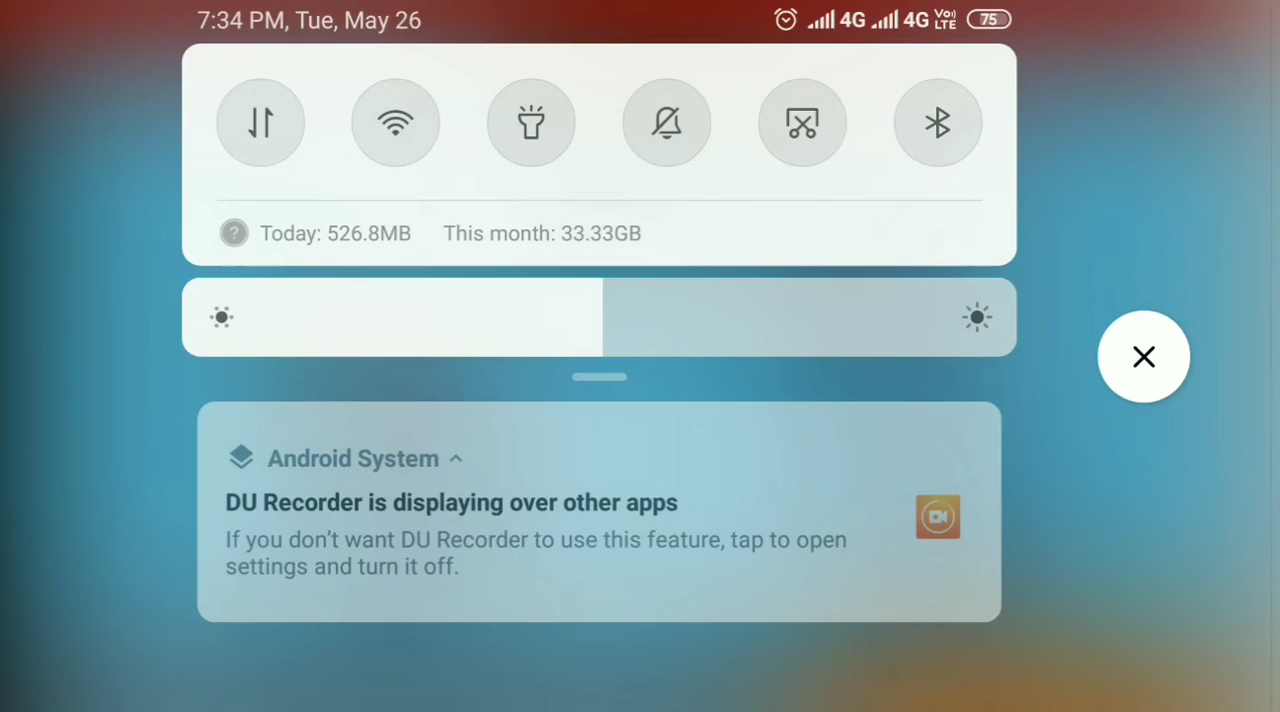 7:34 PM, Tue, May 26 4G 4G Vo) LTE 75
? Today: 526.8MB This month: 33.33GB
Android System
DU Recorder is displaying over other apps
If you don’t want DU Recorder to use this feature, tap to open
settings and turn it off.